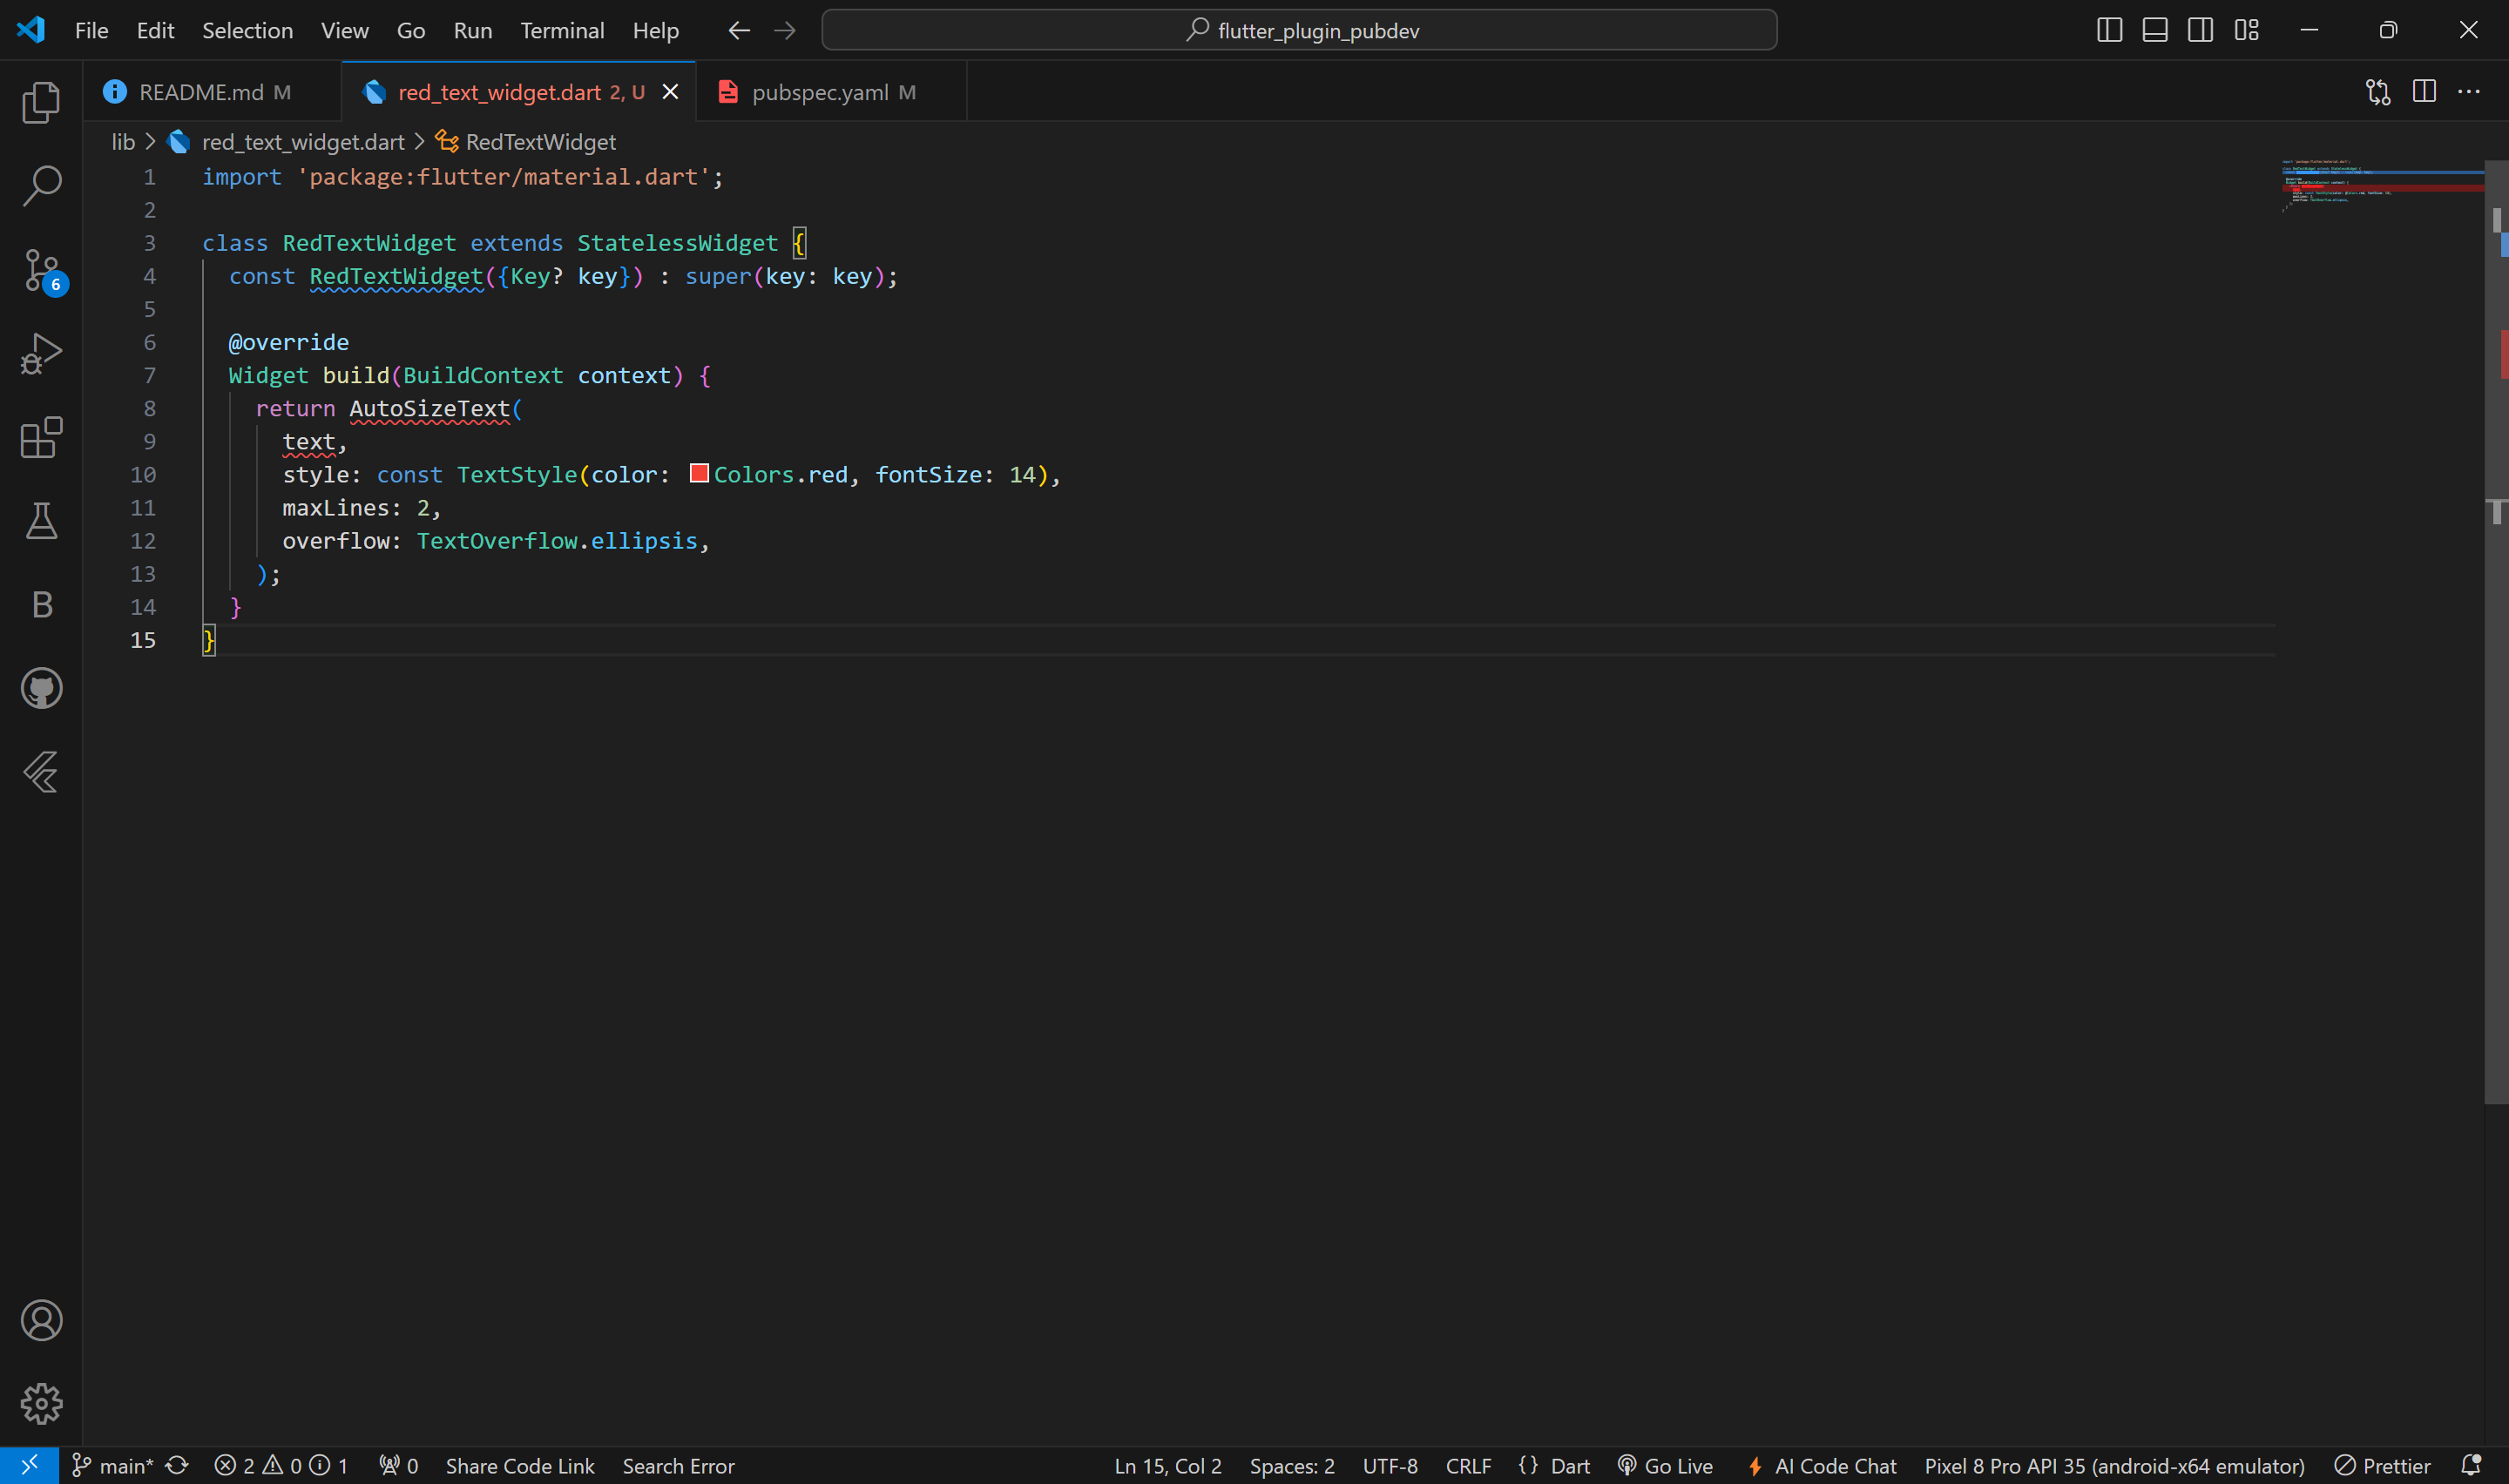 File Edit Selection View Go Run Terminal Help flutter_plugin_pubdev
README.md M red_text_widget.dart 2, U pubspec.yaml M
lib > red_text_widget.dart > RedTextWidget
1 import 'package:flutter/material.dart';
2
3 class RedTextWidget extends StatelessWidget {
4 const RedTextWidget({Key? key}) : super(key: key);
5
6 @override
7 Widget build(BuildContext context) {
8 return AutoSizeText(
9 text,
10 style: const TextStyle(color: Colors.red, fontSize: 14),
11 maxLines: 2,
12 overflow: TextOverflow.ellipsis,
13 );
14 }
15 }
6
B
main* 2 0 1 0 Share Code Link Search Error Ln 15, Col 2 Spaces: 2 UTF-8 CRLF {} Dart Go Live AI Code Chat Pixel 8 Pro API 35 (android-x64 emulator) Prettier